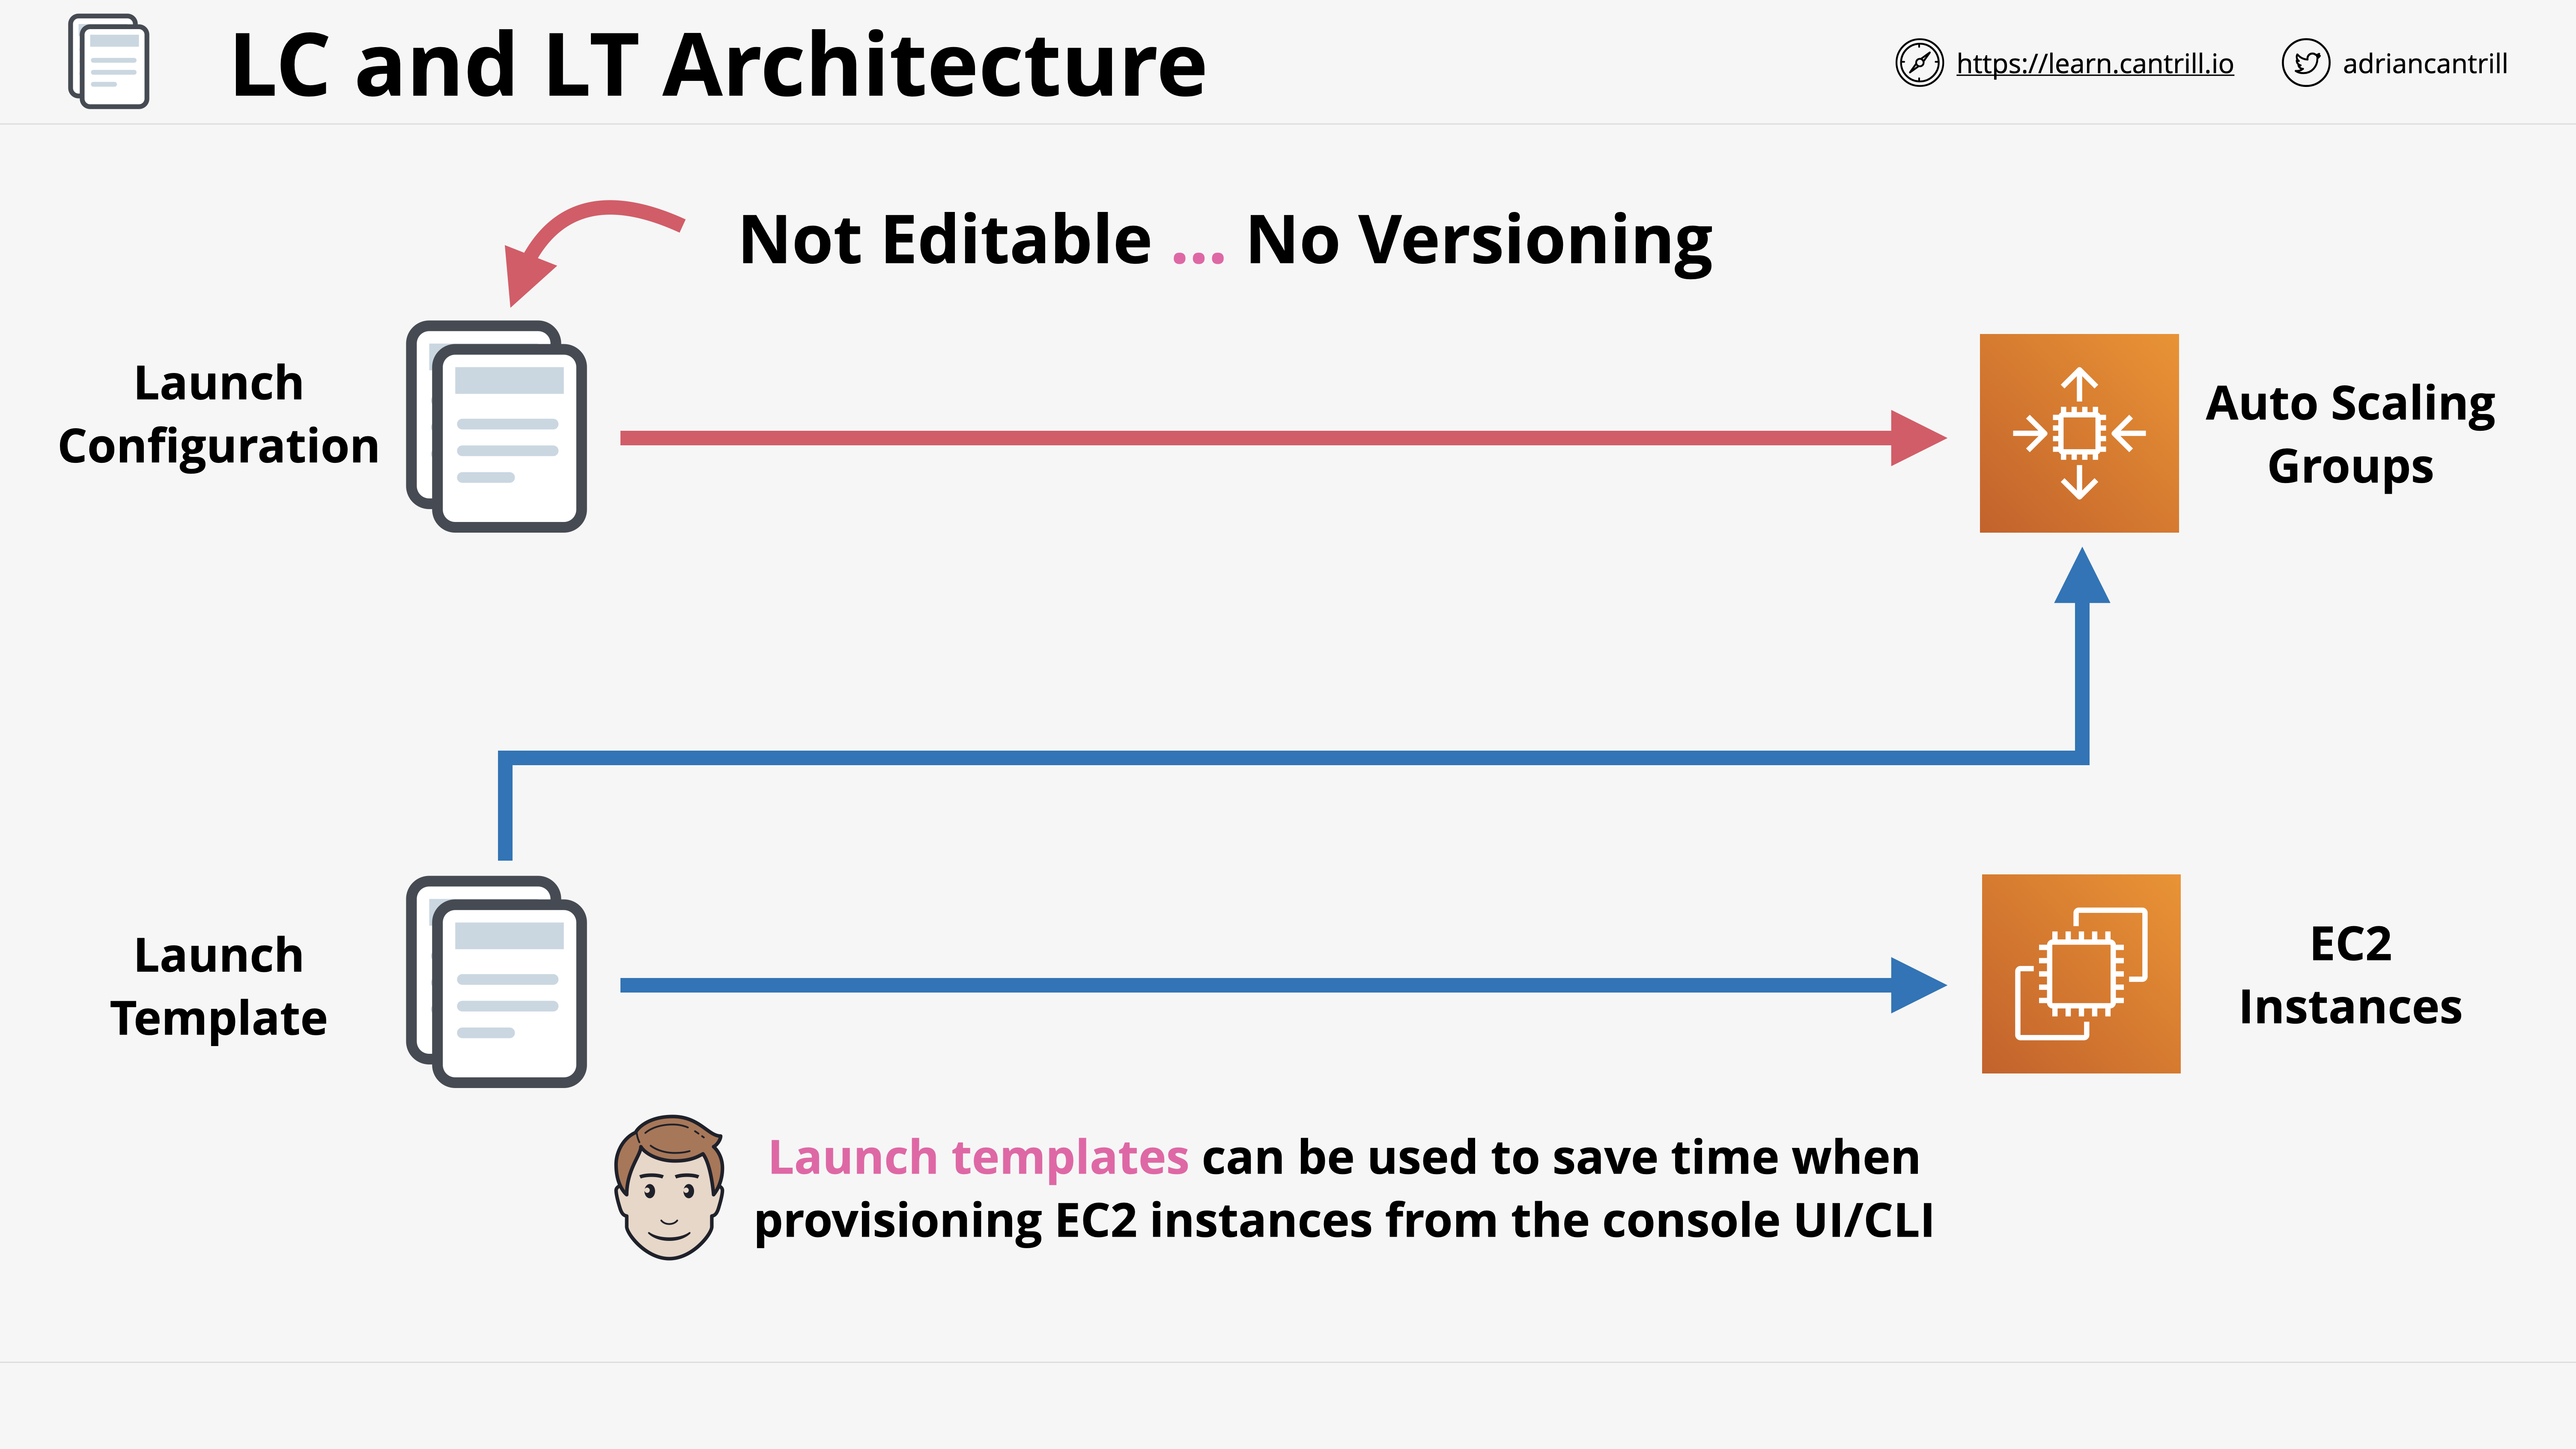 LC and LT Architecture
https://learn.cantrill.io
adriancantrill
Not Editable ... No Versioning
Launch
Configuration
Auto Scaling
Groups
Launch
Template
EC2
Instances
Launch templates can be used to save time when
provisioning EC2 instances from the console UI/CLI